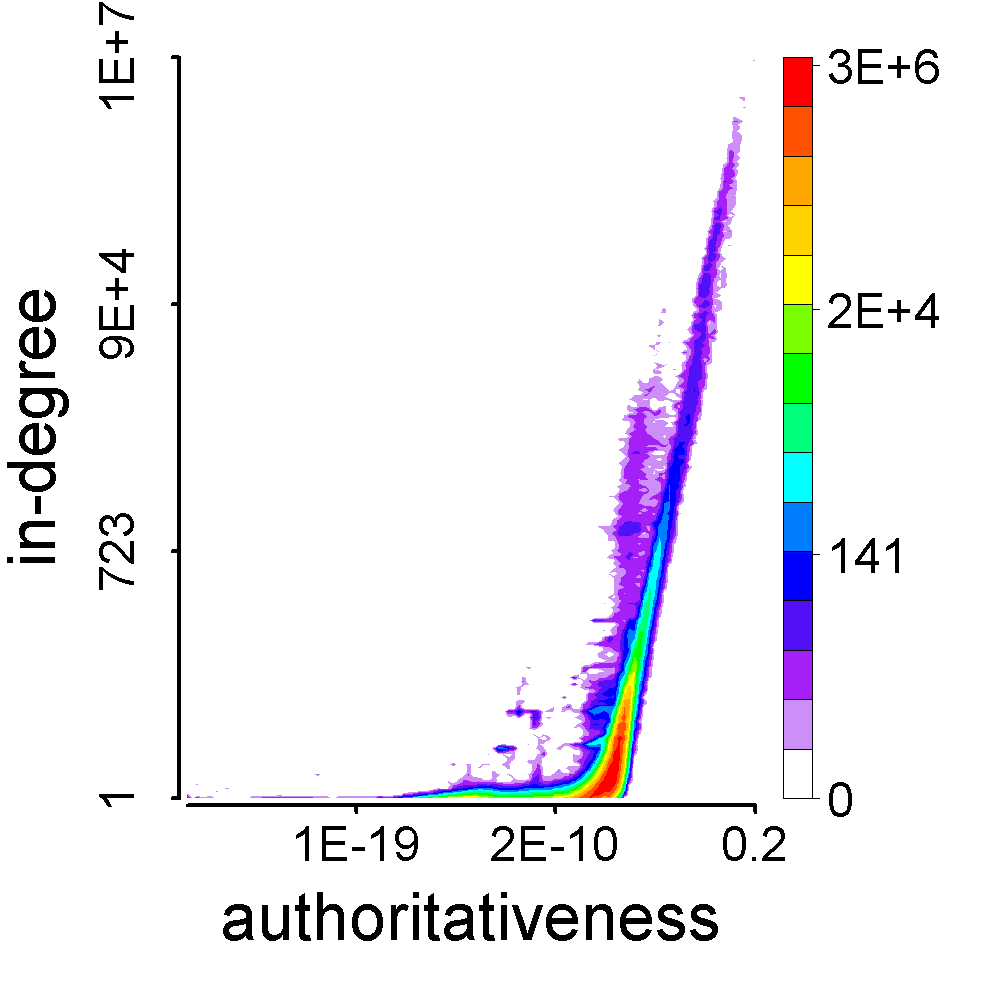 in-degree
1E+7
9E+4
723
1
3E+6
2E+4
141
0
1E-19
2E-10
0.2
authoritativeness